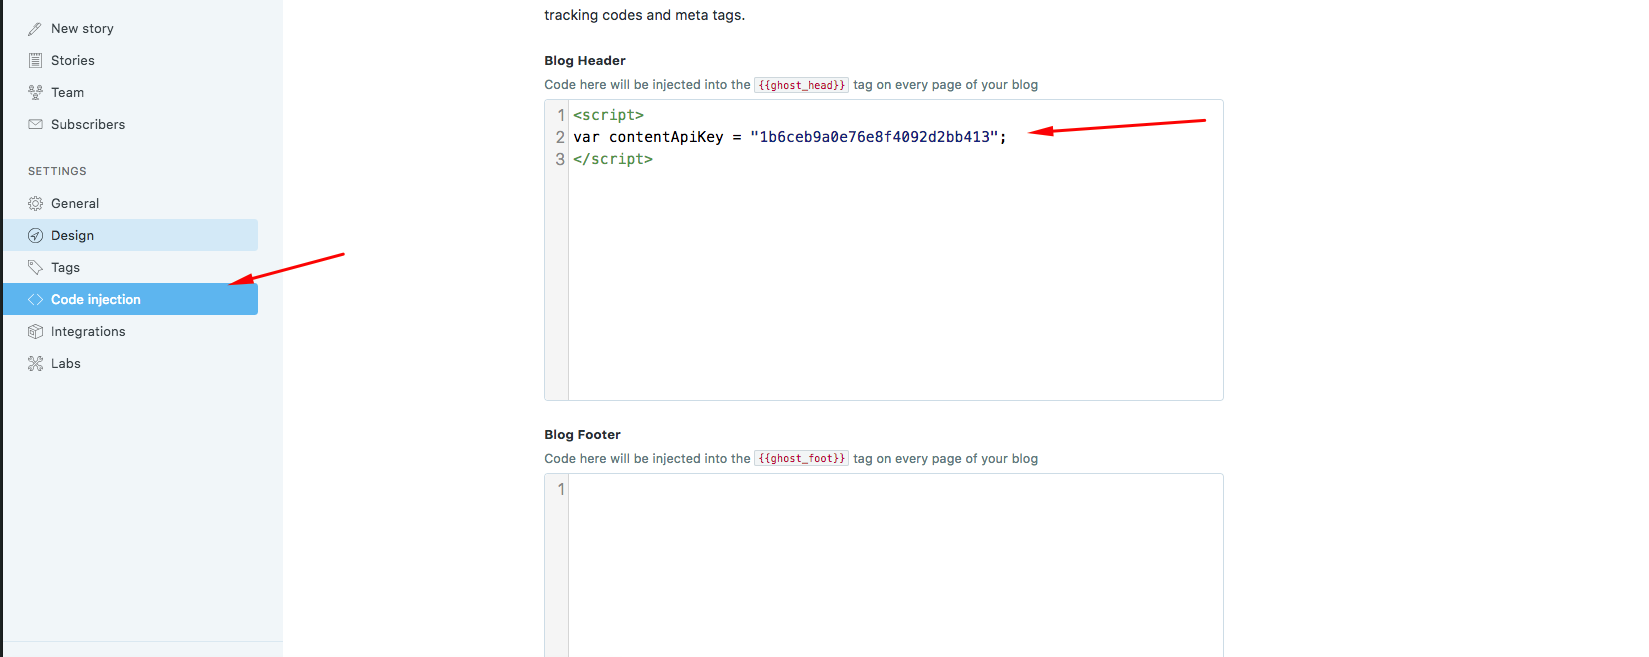 New story
Stories
Team
Subscribers
SETTINGS
General
Design
Tags
Code injection
Integrations
Labs
tracking codes and meta tags.
Blog Header
Code here will be injected into the {{ghost_head}} tag on every page of your blog
1 <script>
2 var contentApiKey = "1b6ceb9a0e76e8f4092d2bb413";
3 </script>
Blog Footer
Code here will be injected into the {{ghost_foot}} tag on every page of your blog
1